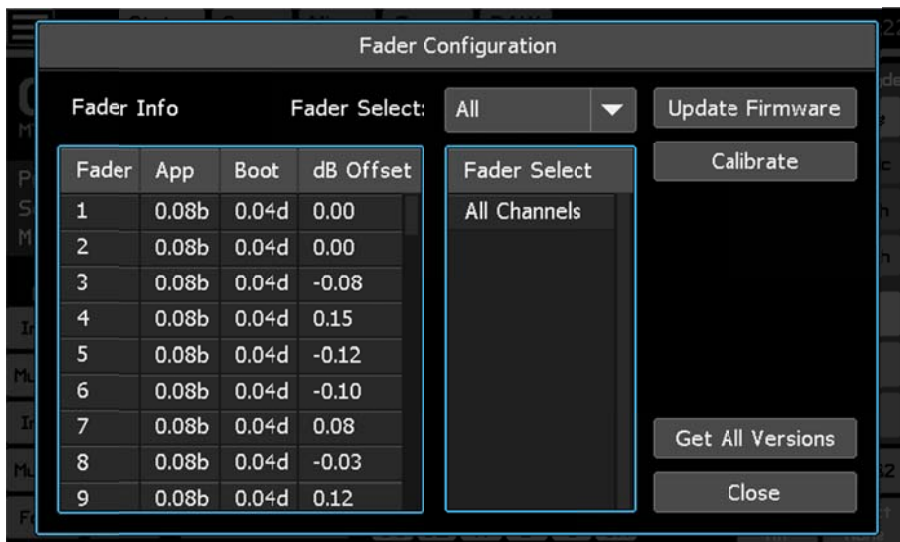 Fader Configuration
Fader Info Fader Select: All Update Firmware
Calibrate
Fader App Boot dB Offset
1 0.08b 0.04d 0.00
2 0.08b 0.04d 0.00
3 0.08b 0.04d -0.08
4 0.08b 0.04d 0.15
5 0.08b 0.04d -0.12
6 0.08b 0.04d -0.10
7 0.08b 0.04d 0.08
8 0.08b 0.04d -0.03
9 0.08b 0.04d 0.12
Fader Select
All Channels
Get All Versions
Close